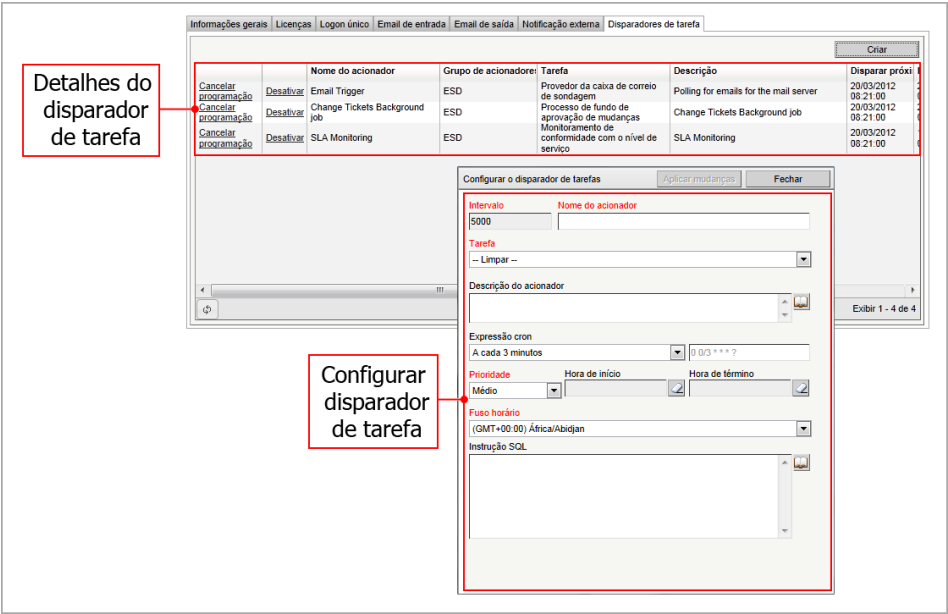 Informações gerais Licenças Logon único Email de entrada Email de saída Notificação externa Disparadores de tarefa
Criar
Detalhes do
disparador
de tarefa
Nome do acionador Grupo de acionadores Tarefa Descrição Disparar próxi
Cancelar programação Desativar Email Trigger ESD Provedor da caixa de correio de sondagem Polling for emails for the mail server 20/03/2012 08:21:00
Cancelar programação Desativar Change Tickets Background job ESD Processo de fundo de aprovação de mudanças Change Tickets Background job 20/03/2012 08:21:00
Cancelar programação Desativar SLA Monitoring ESD Monitoramento de conformidade com o nível de serviço SLA Monitoring 20/03/2012 08:21:00
Exibir 1 - 4 de 4
Configurar
disparador
de tarefa
Configurar o disparador de tarefas Aplicar mudanças Fechar
Intervalo Nome do acionador
5000
Tarefa
-- Limpar --
Descrição do acionador
Expressão cron
A cada 3 minutos 0 0/3 * * * ?
Prioridade Hora de início Hora de término
Médio
Fuso horário
(GMT+00:00) África/Abidjan
Instrução SQL